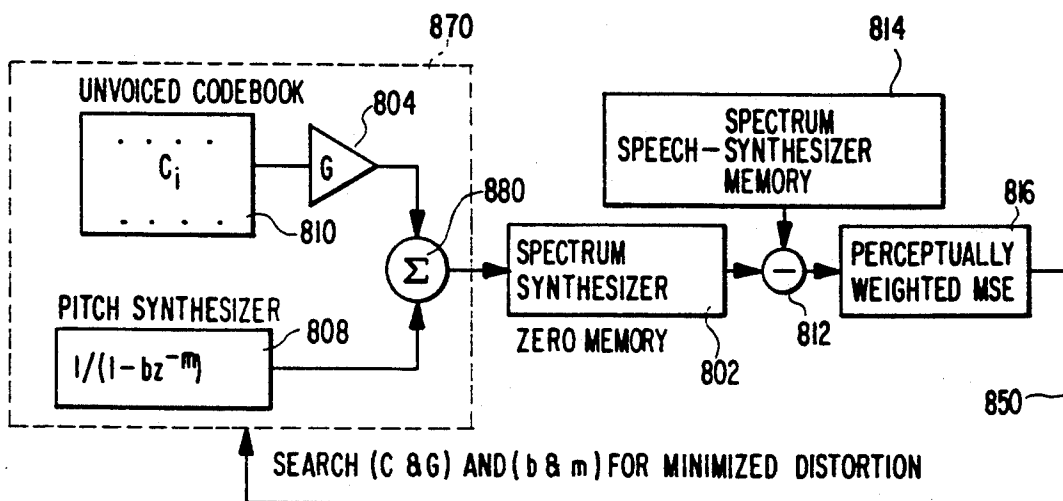 870
UNVOICED CODEBOOK
804
. . . .
C i
. . . .
810
G
880
Σ
PITCH SYNTHESIZER
808
1/(1-bz^-m)
SPECTRUM
SYNTHESIZER
ZERO MEMORY
802
814
SPECTRUM
SPEECH-SYNTHESIZER
MEMORY
−
812
816
PERCEPTUALLY
WEIGHTED MSE
850
SEARCH (C & G) AND (b & m) FOR MINIMIZED DISTORTION